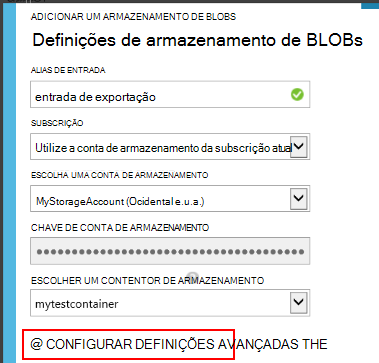 ADICIONAR UM ARMAZENAMENTO DE BLOBS
Definições de armazenamento de BLOBs
ALIAS DE ENTRADA
entrada de exportação
SUBSCRIÇÃO
Utilize a conta de armazenamento da subscrição atual
ESCOLHA UMA CONTA DE ARMAZENAMENTO
MyStorageAccount (Ocidental e.u.a.)
CHAVE DE CONTA DE ARMAZENAMENTO
ESCOLHER UM CONTENTOR DE ARMAZENAMENTO
mytestcontainer
@ CONFIGURAR DEFINIÇÕES AVANÇADAS THE